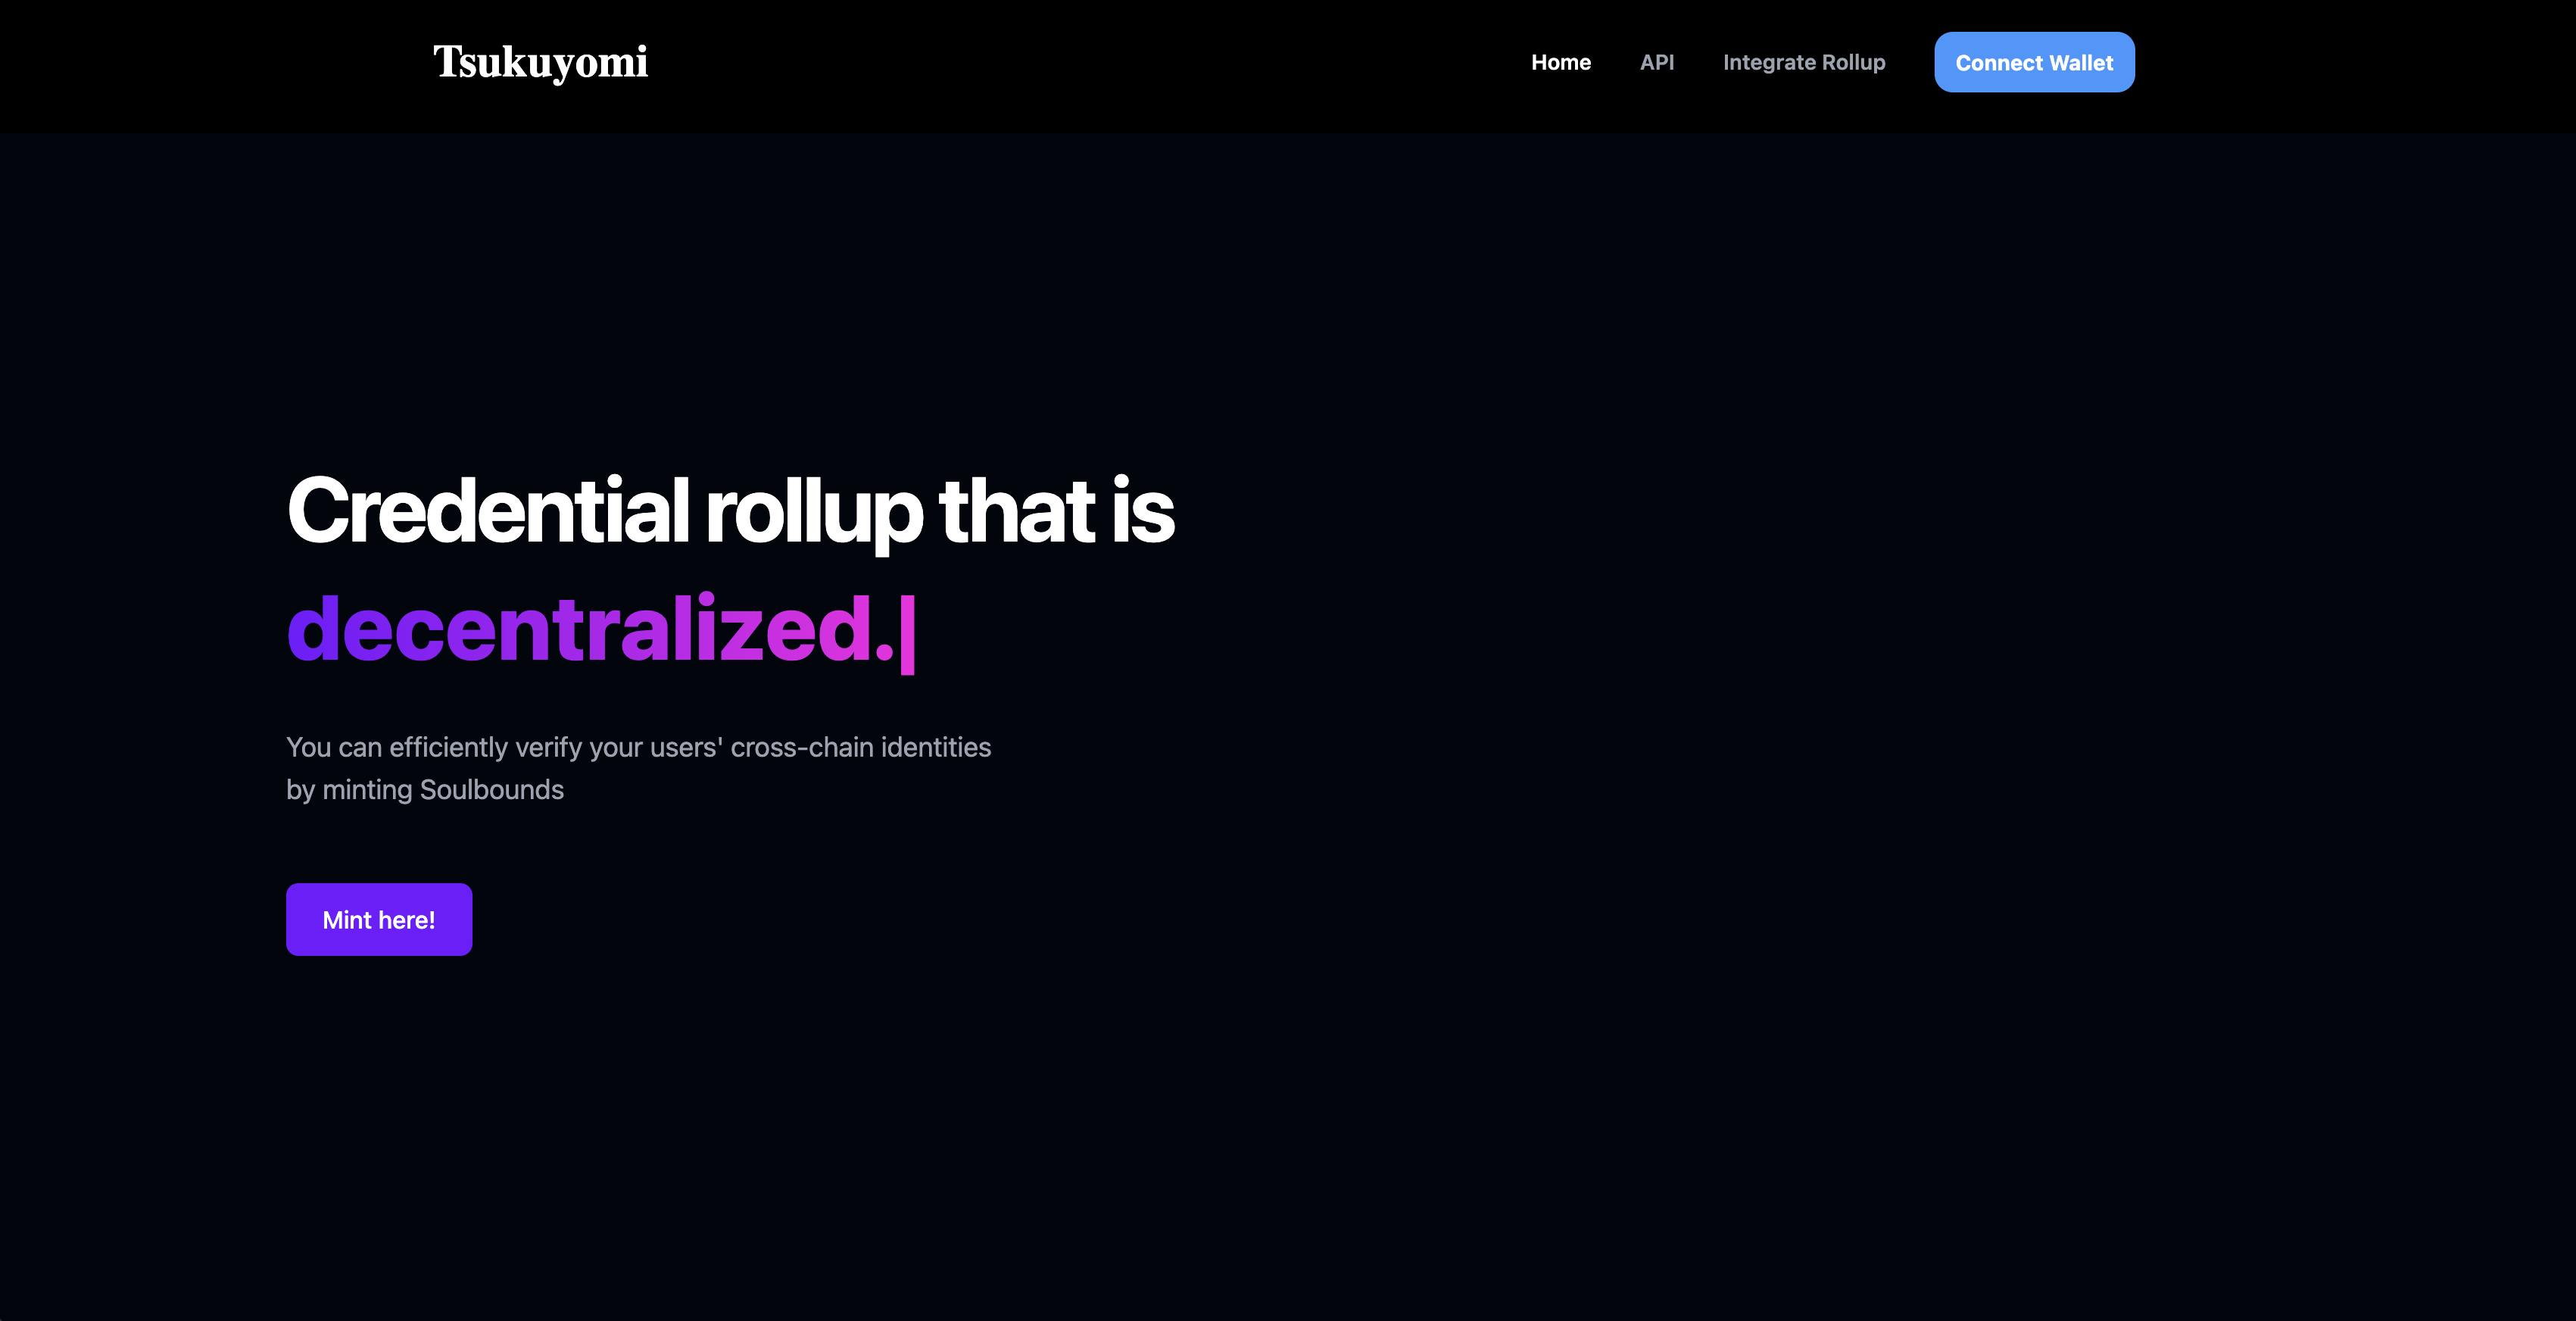 Tsukuyomi
Home
API
Integrate Rollup
Connect Wallet
Credential rollup that is
decentralized.|
You can efficiently verify your users' cross-chain identities
by minting Soulbounds
Mint here!